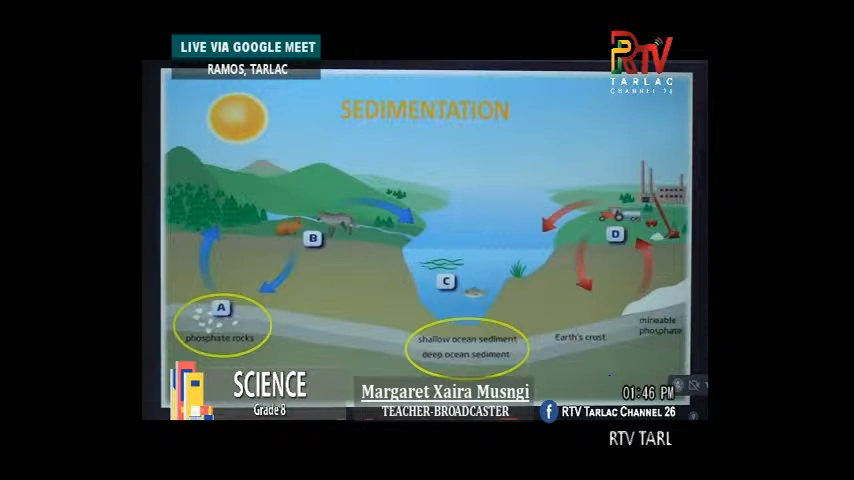 LIVE VIA GOOGLE MEET
RAMOS, TARLAC
RTV
TARLAC
CHANNEL 26
SEDIMENTATION
B
D
C
A
phosphate rocks
shallow ocean sediment
deep ocean sediment
Earth's crust
mineable
phosphate
SCIENCE
Grade 8
Margaret Xaira Musngi
TEACHER-BROADCASTER
01:46 PM
f RTV TARLAC CHANNEL 26
RTV TARL